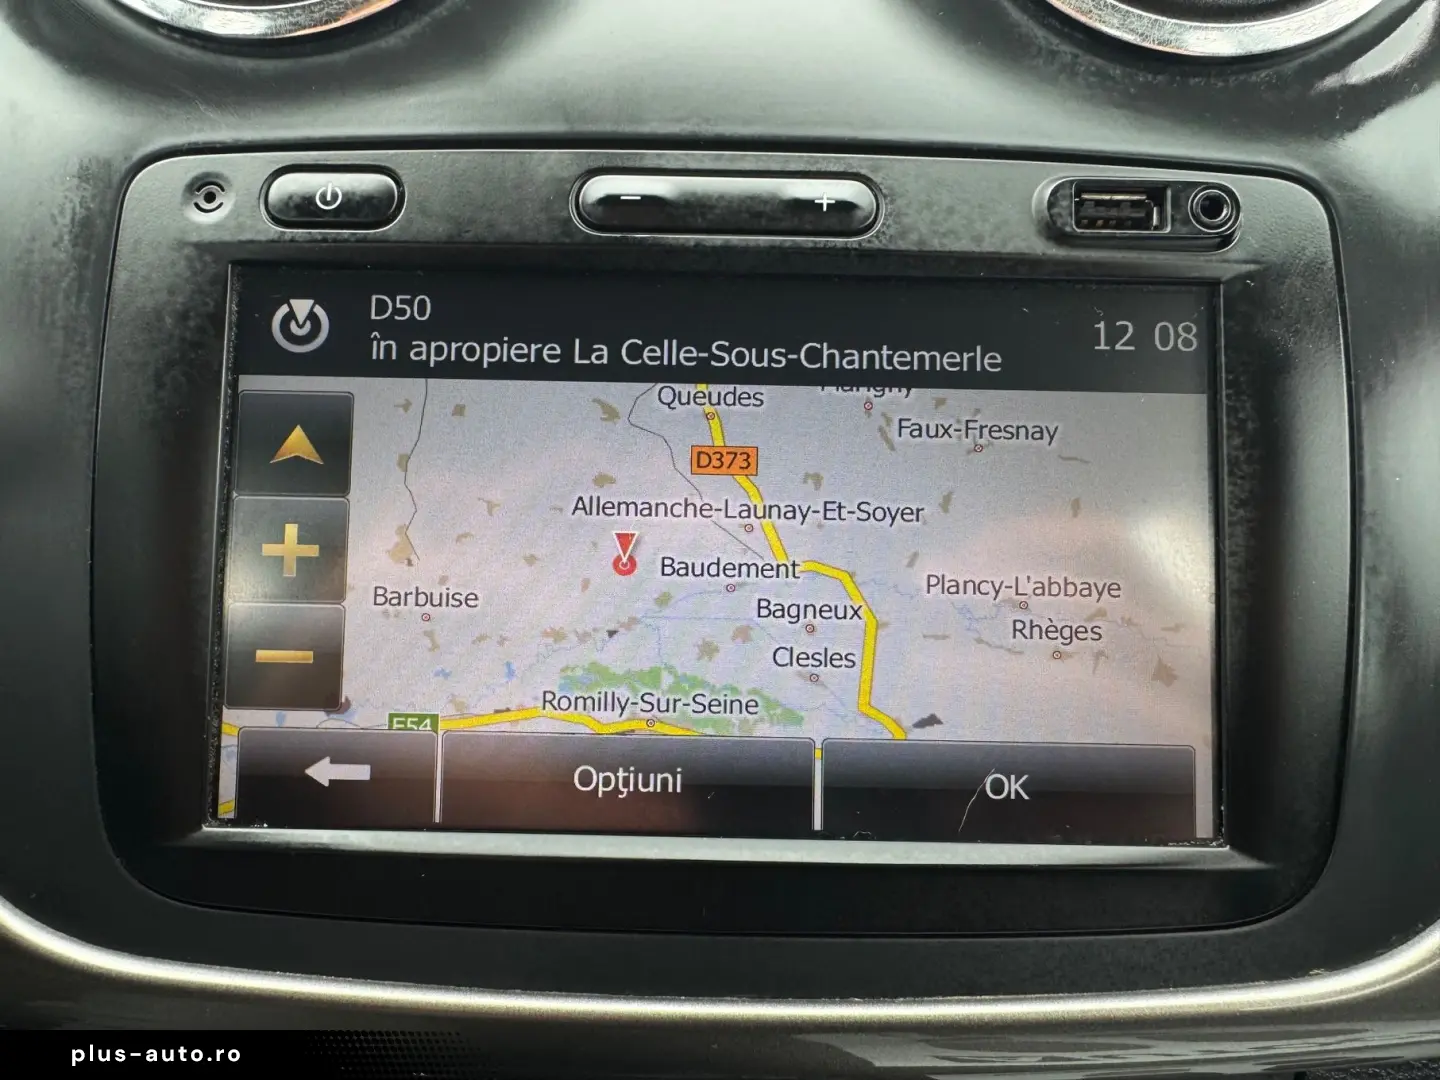 D50
în apropiere La Celle-Sous-Chantemerle
12 08
Queudes
Faux-Fresnay
D373
Allemanche-Launay-Et-Soyer
Baudement
Plancy-L'abbaye
Barbuise
Bagneux
Rhèges
Clesles
Romilly-Sur-Seine
E54
Opţiuni
OK
plus-auto.ro